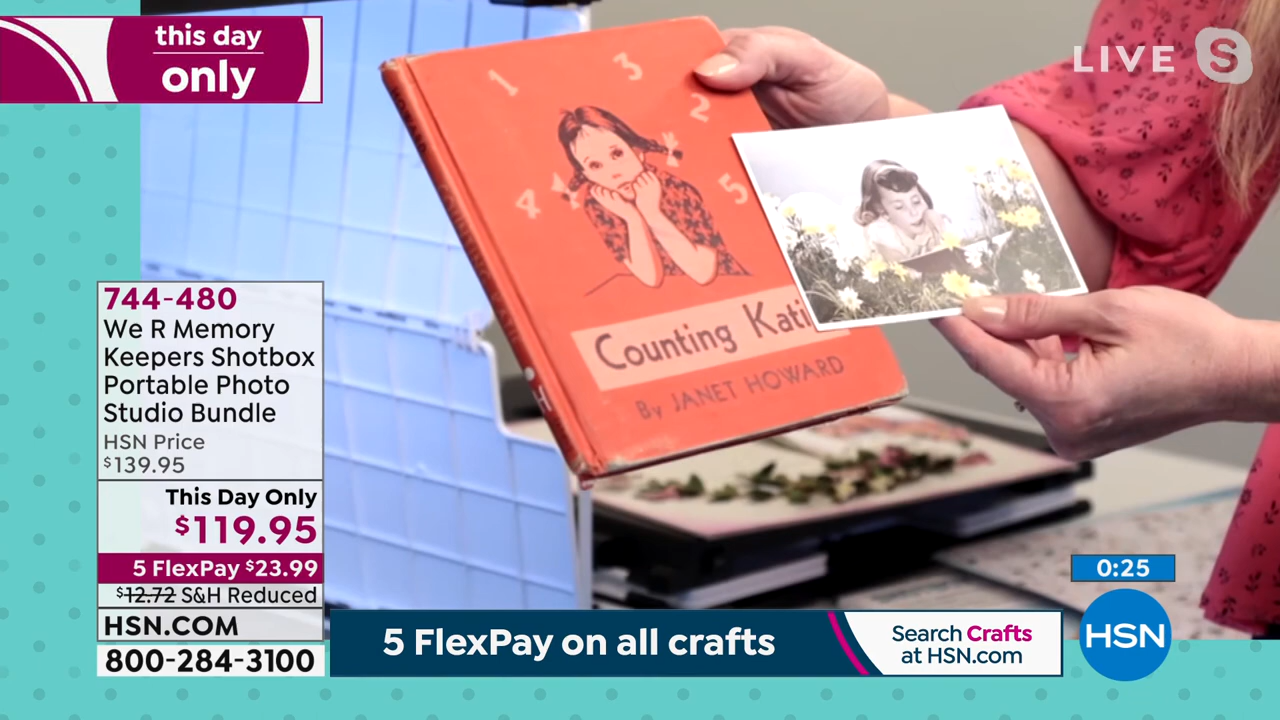 this day
only
LIVE S
1
3
2
4
5
Counting Kati
By JANET HOWARD
744-480
We R Memory
Keepers Shotbox
Portable Photo
Studio Bundle
HSN Price
$139.95
This Day Only
$119.95
5 FlexPay $23.99
$12.72 S&H Reduced
HSN.COM
800-284-3100
5 FlexPay on all crafts
Search Crafts
at HSN.com
0:25
HSN